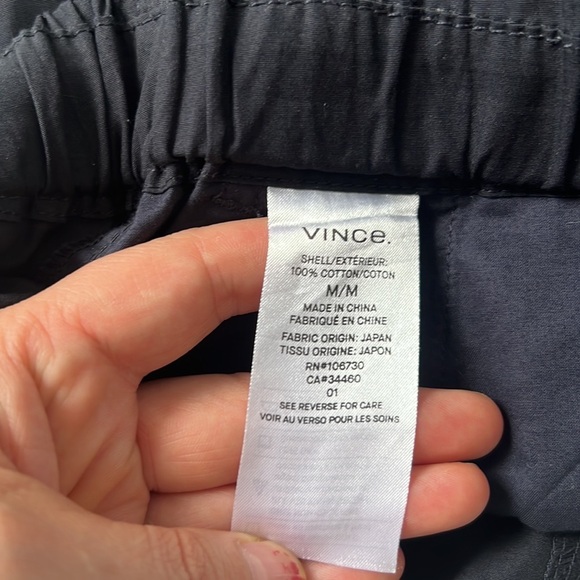 VINCe.
SHELL/EXTÉRIEUR:
100% COTTON/COTON
M/M
MADE IN CHINA
FABRIQUÉ EN CHINE
FABRIC ORIGIN: JAPAN
TISSU ORIGINE: JAPON
RN#106730
CA#34460
01
SEE REVERSE FOR CARE
VOIR AU VERSO POUR LES SOINS